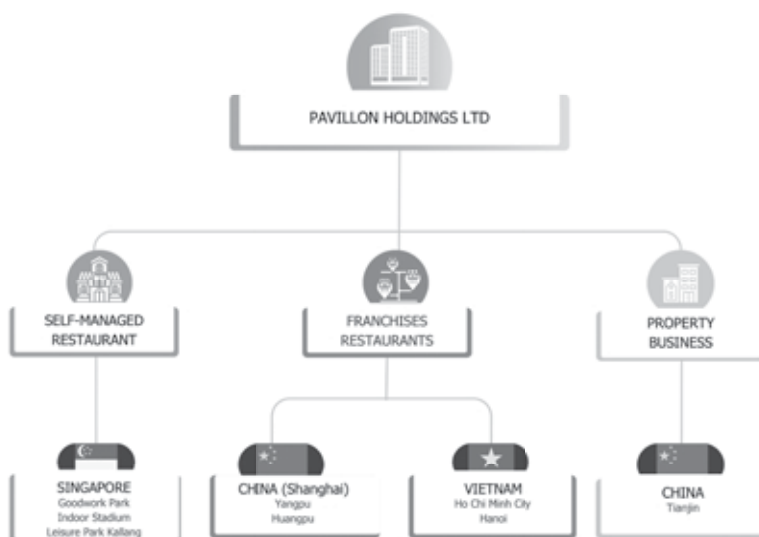 PAVILLON HOLDINGS LTD
SELF-MANAGED
RESTAURANT
FRANCHISES
RESTAURANTS
PROPERTY
BUSINESS
SINGAPORE
Goodwork Park
Indoor Stadium
Leisure Park Kallang
CHINA (Shanghai)
Yangpu
Huangpu
VIETNAM
Ho Chi Minh City
Hanoi
CHINA
Tianjin